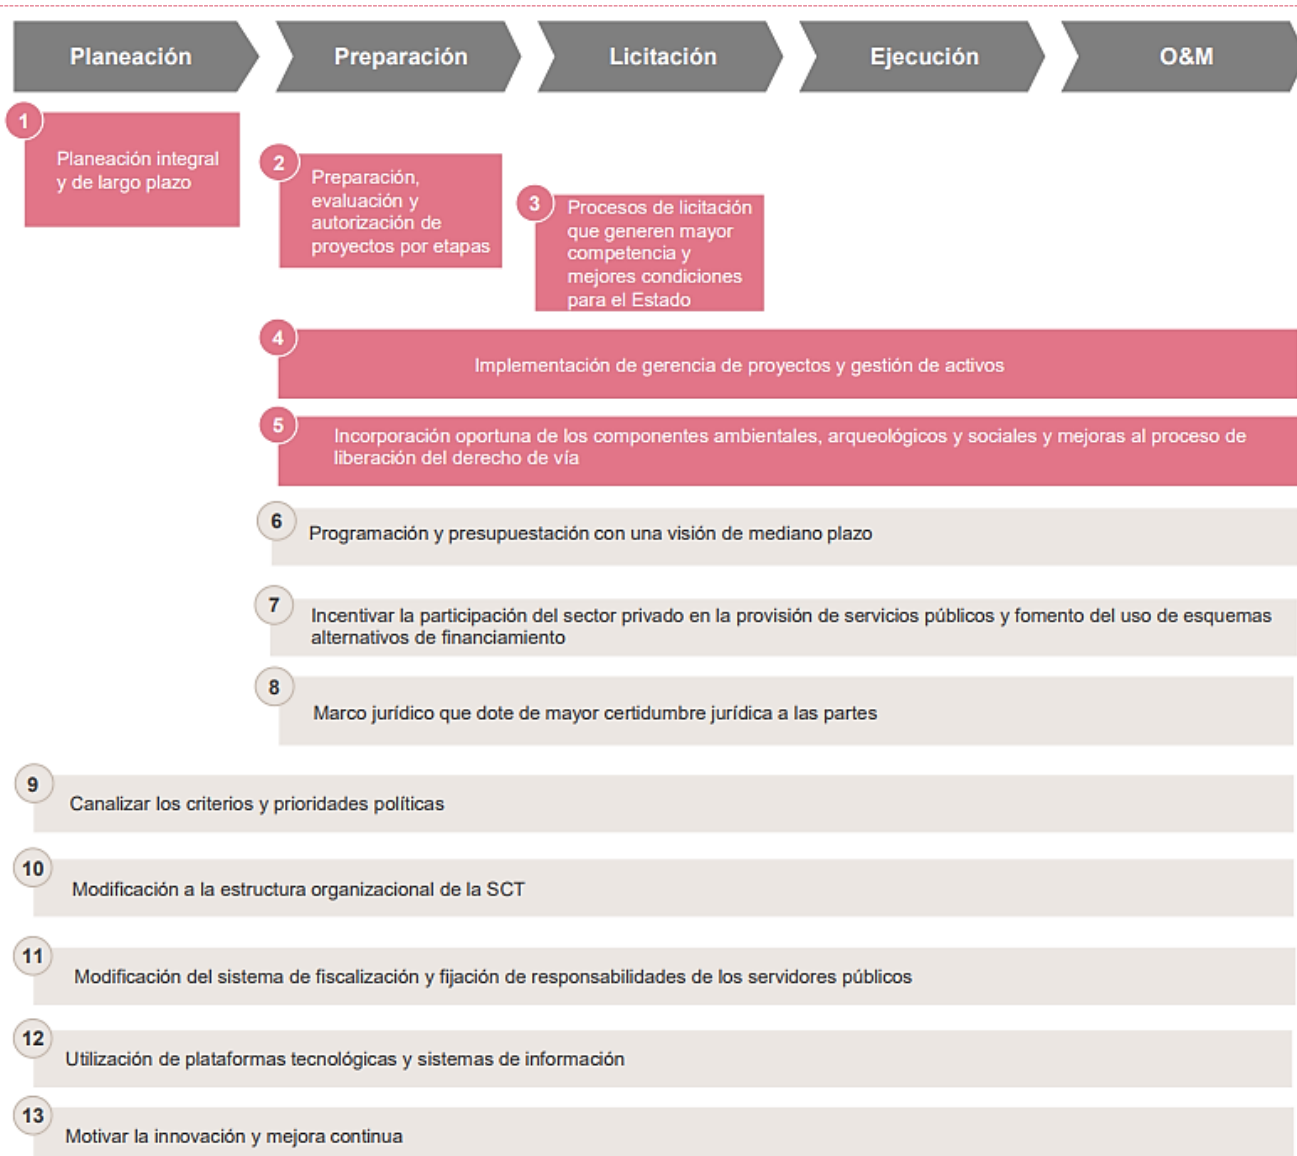 Planeación
Preparación
Licitación
Ejecución
O&M
1
Planeación integral
y de largo plazo
2
Preparación,
evaluación y
autorización de
proyectos por etapas
3
Procesos de licitación
que generen mayor
competencia y
mejores condiciones
para el Estado
4
Implementación de gerencia de proyectos y gestión de activos
5
Incorporación oportuna de los componentes ambientales, arqueológicos y sociales y mejoras al proceso de
liberación del derecho de vía
6
Programación y presupuestación con una visión de mediano plazo
7
Incentivar la participación del sector privado en la provisión de servicios públicos y fomento del uso de esquemas
alternativos de financiamiento
8
Marco jurídico que dote de mayor certidumbre jurídica a las partes
9
Canalizar los criterios y prioridades políticas
10
Modificación a la estructura organizacional de la SCT
11
Modificación del sistema de fiscalización y fijación de responsabilidades de los servidores públicos
12
Utilización de plataformas tecnológicas y sistemas de información
13
Motivar la innovación y mejora continua